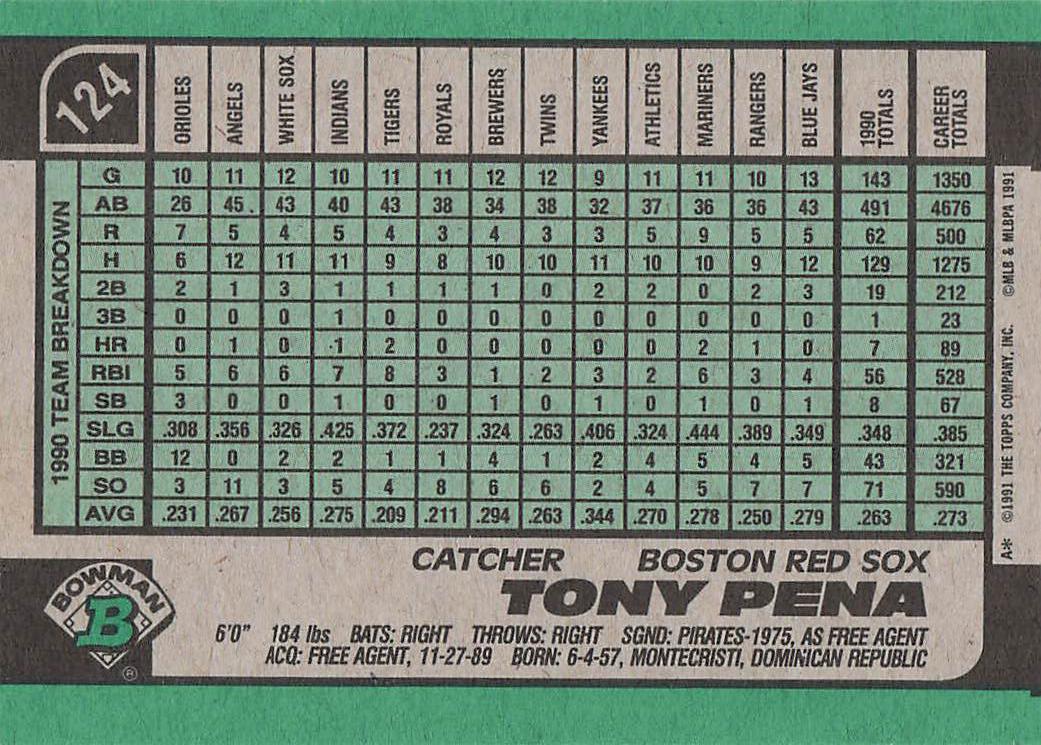 124
ORIOLES ANGELS WHITE SOX INDIANS TIGERS ROYALS BREWERS TWINS YANKEES ATHLETICS MARINERS RANGERS BLUE JAYS 1990 TOTALS CAREER TOTALS
1990 TEAM BREAKDOWN
G 10 11 12 10 11 11 12 12 9 11 11 10 13 143 1350
AB 26 45 43 40 43 38 34 38 32 37 36 36 43 491 4676
R 7 5 4 5 4 3 4 3 3 5 9 5 5 62 500
H 6 12 11 11 9 8 10 10 11 10 10 9 12 129 1275
2B 2 1 3 1 1 1 1 0 2 2 0 2 3 19 212
3B 0 0 0 1 0 0 0 0 0 0 0 0 0 1 23
HR 0 1 0 1 2 0 0 0 0 0 2 1 0 7 89
RBI 5 6 6 7 8 3 1 2 3 2 6 3 4 56 528
SB 3 0 0 1 0 0 1 0 1 0 1 0 1 8 67
SLG .308 .356 .326 .425 .372 .237 .324 .263 .406 .324 .444 .389 .349 .348 .385
BB 12 0 2 2 1 1 4 1 2 4 5 4 5 43 321
SO 3 11 3 5 4 8 6 6 2 4 5 7 7 71 590
AVG .231 .267 .256 .275 .209 .211 .294 .263 .344 .270 .278 .250 .279 .263 .273
A* ©1991 THE TOPPS COMPANY, INC. ©MLB & MLBPA 1991
CATCHER BOSTON RED SOX
TONY PENA
BOWMAN
B
®
6'0" 184 lbs BATS: RIGHT THROWS: RIGHT SGND: PIRATES-1975, AS FREE AGENT
ACQ: FREE AGENT, 11-27-89 BORN: 6-4-57, MONTECRISTI, DOMINICAN REPUBLIC